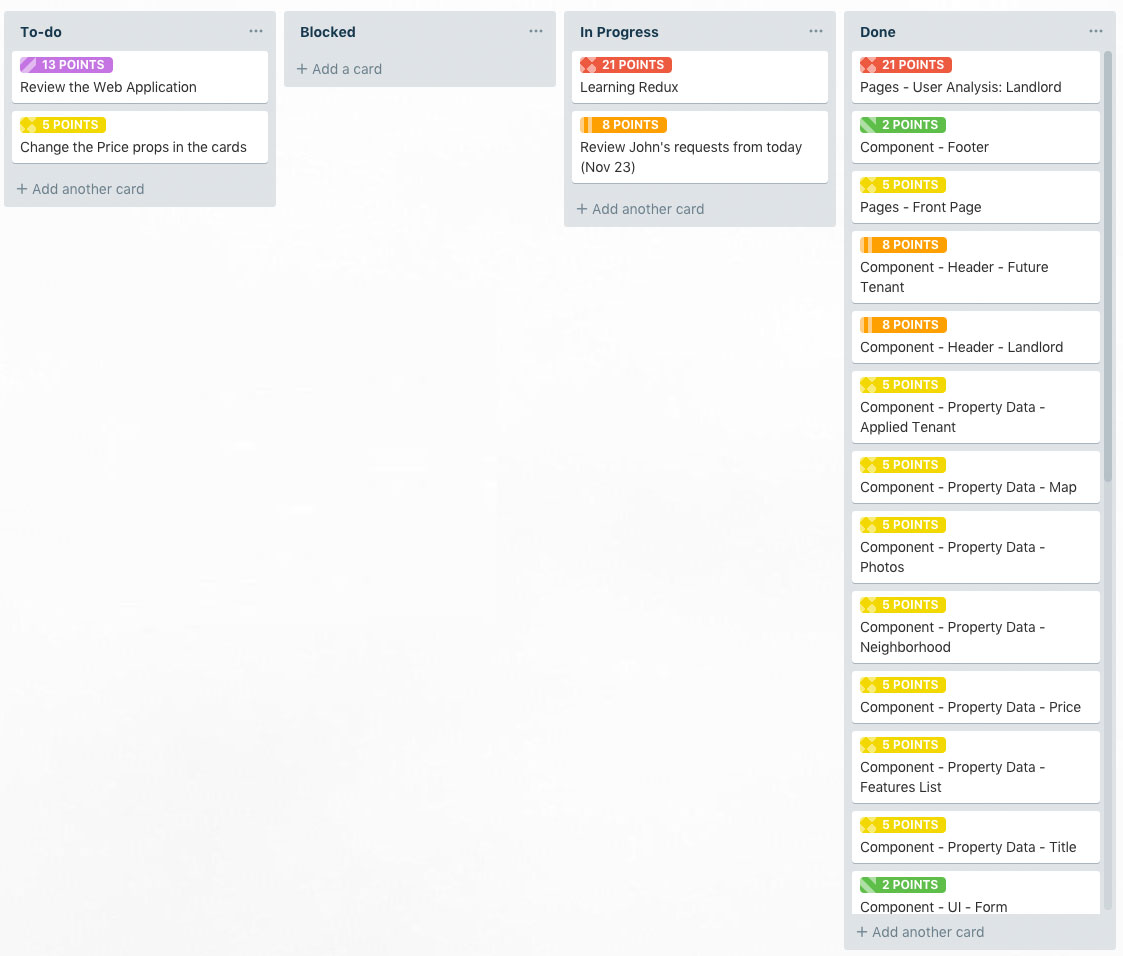 To-do
13 POINTS
Review the Web Application
5 POINTS
Change the Price props in the cards
+ Add another card
Blocked
+ Add a card
In Progress
21 POINTS
Learning Redux
8 POINTS
Review John's requests from today
(Nov 23)
+ Add another card
Done
21 POINTS
Pages - User Analysis: Landlord
2 POINTS
Component - Footer
5 POINTS
Pages - Front Page
8 POINTS
Component - Header - Future
Tenant
8 POINTS
Component - Header - Landlord
5 POINTS
Component - Property Data -
Applied Tenant
5 POINTS
Component - Property Data - Map
5 POINTS
Component - Property Data -
Photos
5 POINTS
Component - Property Data -
Neighborhood
5 POINTS
Component - Property Data - Price
5 POINTS
Component - Property Data -
Features List
5 POINTS
Component - Property Data - Title
2 POINTS
Component - UI - Form
+ Add another card